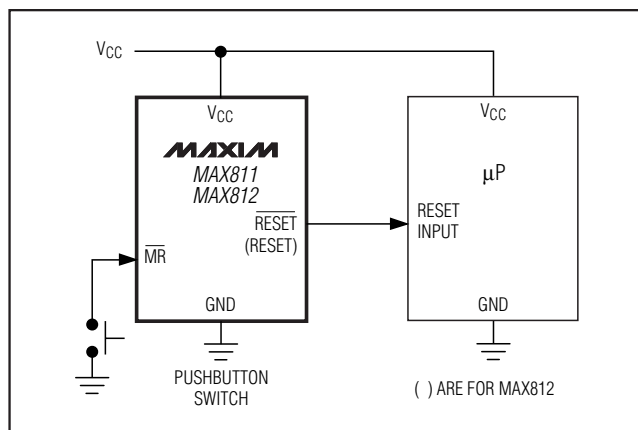 VCC
VCC
MAXIM
MAX811
MAX812
RESET
(RESET)
MR
GND
PUSHBUTTON
SWITCH
VCC
µP
RESET
INPUT
GND
( ) ARE FOR MAX812